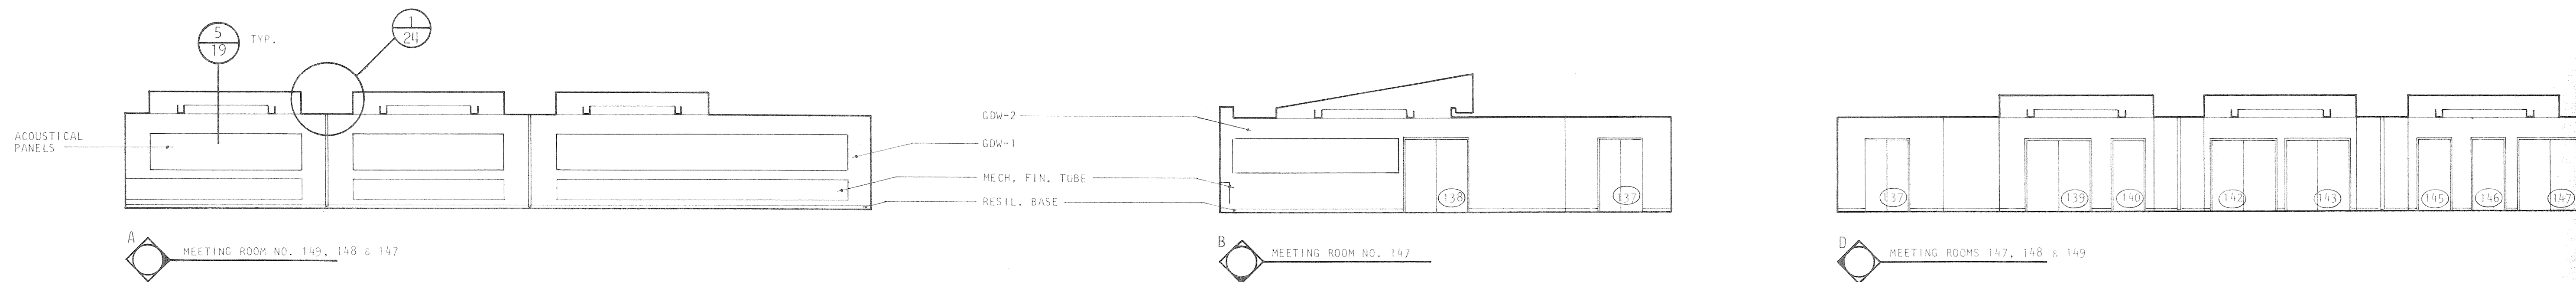 5
19
TYP.
1
24
ACOUSTICAL
PANELS
GDW-2
GDW-1
MECH. FIN. TUBE
RESIL. BASE
138
137
137
139
140
142
143
145
146
147
A
MEETING ROOM NO. 149, 148 & 147
B
MEETING ROOM NO. 147
D
MEETING ROOMS 147, 148 & 149